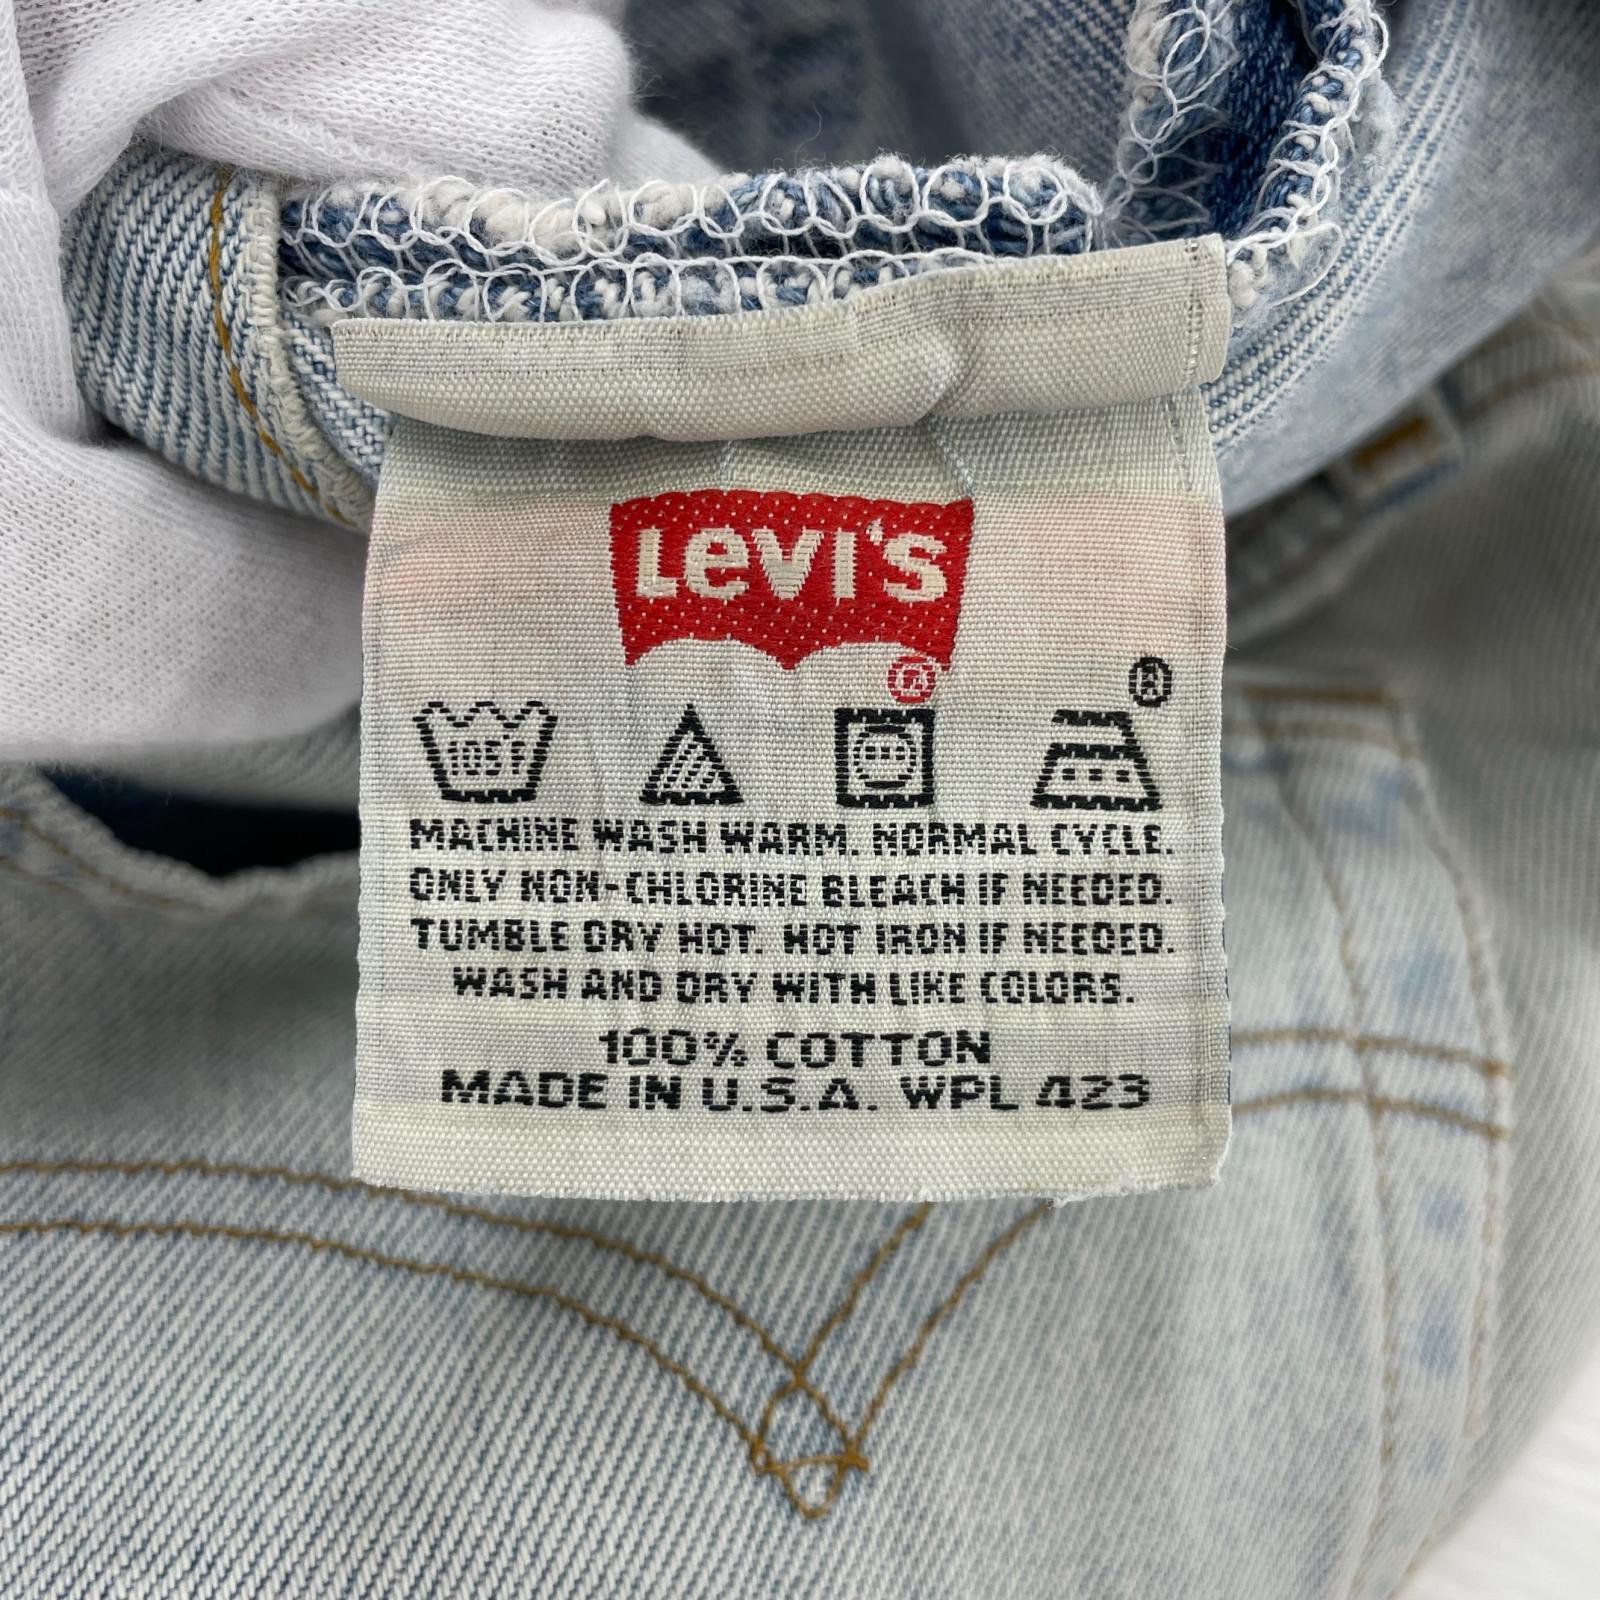 Levi's
®
®
105F
MACHINE WASH WARM. NORMAL CYCLE.
ONLY NON-CHLORINE BLEACH IF NEEDED.
TUMBLE DRY HOT. HOT IRON IF NEEDED.
WASH AND DRY WITH LIKE COLORS.
100% COTTON
MADE IN U.S.A. WPL 423